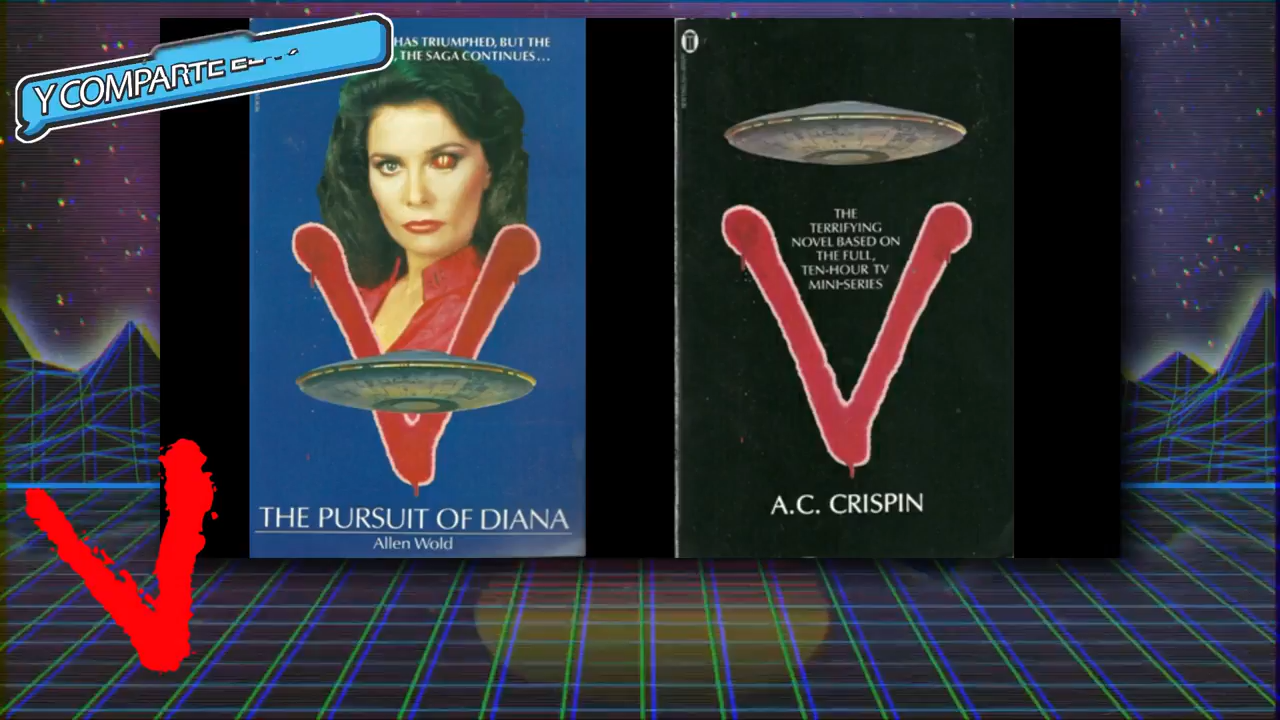 Y COMPARTE
HAS TRIUMPHED, BUT THE
, THE SAGA CONTINUES...
V
THE PURSUIT OF DIANA
Allen Wold
THE
TERRIFYING
NOVEL BASED ON
THE FULL,
TEN-HOUR TV
MINI-SERIES
V
A.C. CRISPIN
V